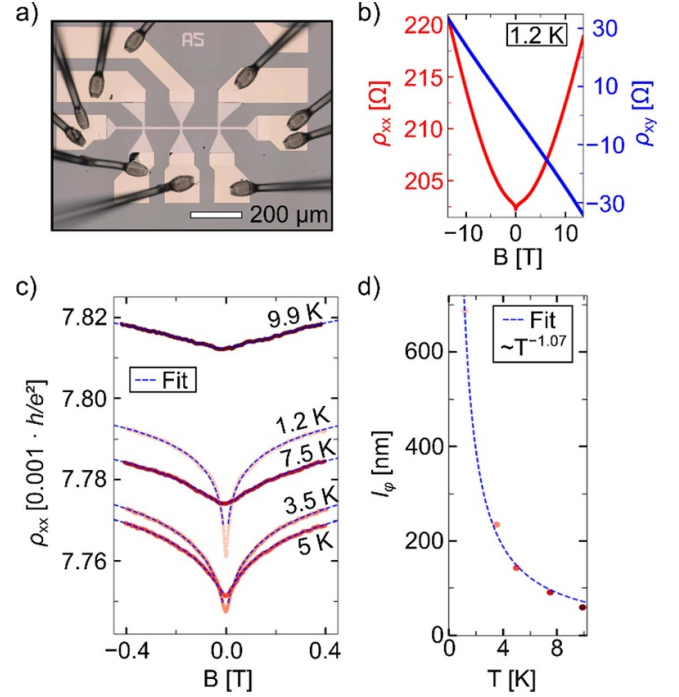 a)
A5
200 µm
b)
1.2 K
220
215
210
205
ρxx [Ω]
30
10
−10
−30
ρxy [Ω]
−10 0 10
B [T]
c)
7.82
7.80
7.78
7.76
ρxx [0.001 · h/e²]
9.9 K
Fit
1.2 K
7.5 K
3.5 K
5 K
−0.4 0.0 0.4
B [T]
d)
Fit
~T−1.07
600
400
200
0
lφ [nm]
0 4 8
T [K]